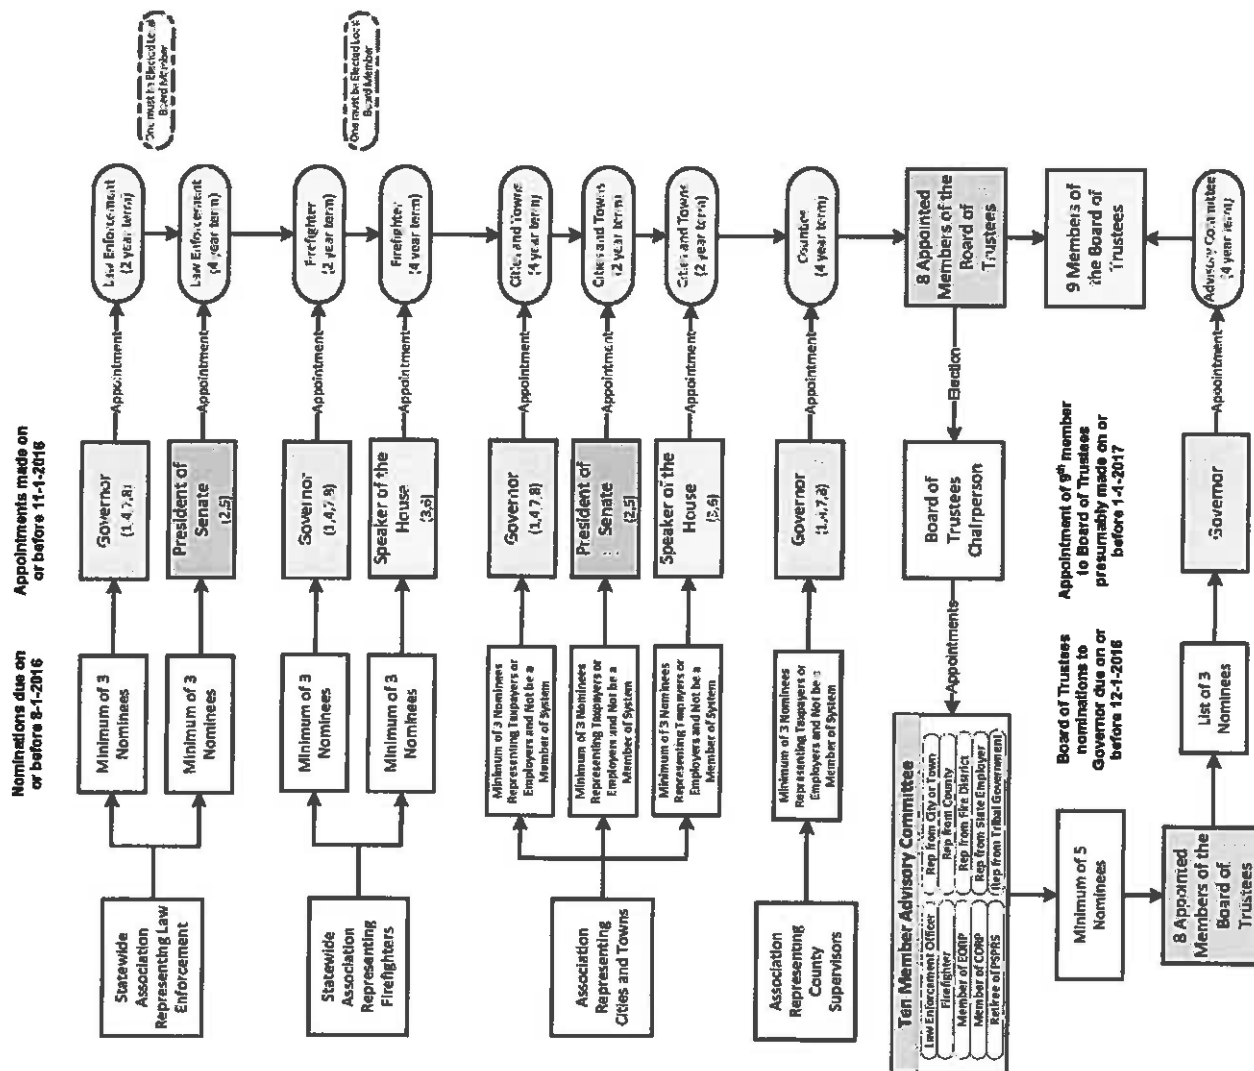 Nominations due on
or before 8-1-2016
Appointments made on
or before 11-1-2016
Statewide
Association
Representing Law
Enforcement
Minimum of 3
Nominees
Governor
(1,4,7,8)
Appointment
Law Enforcement
(2 year term)
One must be Elected Local
Board Member
Minimum of 3
Nominees
President of
Senate
(2,5)
Appointment
Law Enforcement
(4 year term)
Statewide
Association
Representing
Firefighters
Minimum of 3
Nominees
Governor
(1,4,7,8)
Appointment
Firefighter
(2 year term)
One must be Elected Local
Board Member
Minimum of 3
Nominees
Speaker of the
House
(3,6)
Appointment
Firefighter
(4 year term)
Association
Representing
Cities and Towns
Minimum of 3 Nominees
Representing Taxpayers or
Employers and Not be a
Member of System
Governor
(1,4,7,8)
Appointment
Cities and Towns
(4 year term)
Minimum of 3 Nominees
Representing Taxpayers or
Employers and Not be a
Member of System
President of
Senate
(2,5)
Appointment
Cities and Towns
(2 year term)
Minimum of 3 Nominees
Representing Taxpayers or
Employers and Not be a
Member of System
Speaker of the
House
(3,6)
Appointment
Cities and Towns
(2 year term)
Association
Representing
County
Supervisors
Minimum of 3 Nominees
Representing Taxpayers or
Employers and Not be a
Member of System
Governor
(1,4,7,8)
Appointment
Counties
(4 year term)
Ten Member Advisory Committee
Law Enforcement Officer
Rep from City or Town
Firefighter
Rep from County
Member of EORP
Rep from Fire District
Member of CORP
Rep from State Employer
Retiree of PSPRS
Rep from Tribal Government
Appointments
Board of
Trustees
Chairperson
Election
8 Appointed
Members of the
Board of
Trustees
9 Members of
the Board of
Trustees
Board of Trustees
nominations to
Governor due on or
before 12-1-2016
Appointment of 9th member
to Board of Trustees
presumably made on or
before 1-4-2017
Minimum of 5
Nominees
8 Appointed
Members of the
Board of
Trustees
List of 3
Nominees
Governor
Appointment
Advisory Committee
(4 year term)